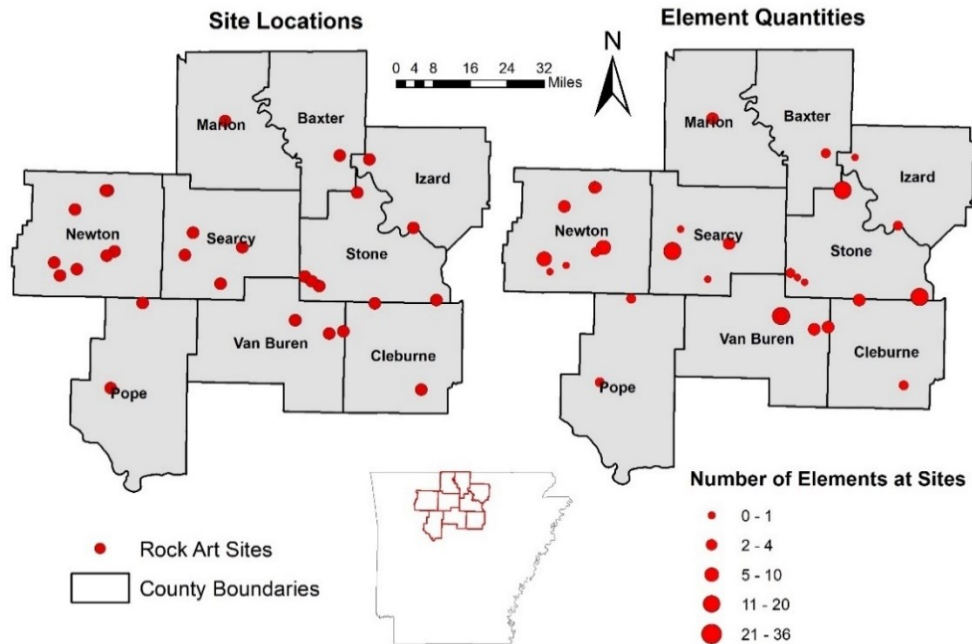 Site Locations
Element Quantities
0 4 8 16 24 32
Miles
N
Marion
Baxter
Izard
Newton
Searcy
Stone
Van Buren
Cleburne
Pope
Marion
Baxter
Izard
Newton
Searcy
Stone
Van Buren
Cleburne
Pope
Rock Art Sites
County Boundaries
Number of Elements at Sites
0 - 1
2 - 4
5 - 10
11 - 20
21 - 36